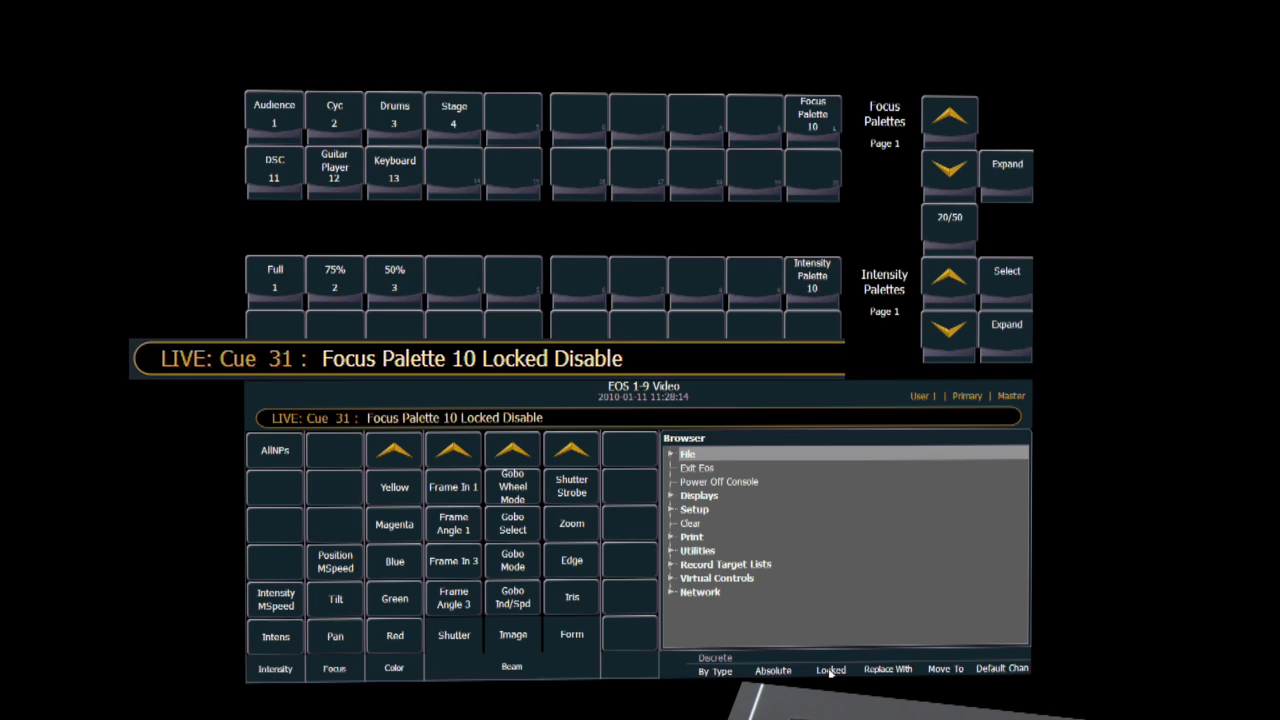 Audience
1
Cyc
2
Drums
3
Stage
4
Focus
Palette
10
Focus
Palettes
Page 1
DSC
11
Guitar
Player
12
Keyboard
13
Expand
20/50
Full
1
75%
2
50%
3
Intensity
Palette
10
Intensity
Palettes
Page 1
Select
Expand
LIVE: Cue 31 : Focus Palette 10 Locked Disable
EOS 1-9 Video
2010-01-11 11:28:14
User 1 | Primary | Master
LIVE: Cue 31 : Focus Palette 10 Locked Disable
AllNPs
Yellow
Frame In 1
Gobo
Wheel
Mode
Shutter
Strobe
Magenta
Frame
Angle 1
Gobo
Select
Zoom
Position
MSpeed
Blue
Frame In 3
Gobo
Mode
Edge
Intensity
MSpeed
Tilt
Green
Frame
Angle 3
Gobo
Ind/Spd
Iris
Intens
Pan
Red
Shutter
Image
Form
Intensity
Focus
Color
Beam
Browser
File
Exit Eos
Power Off Console
Displays
Setup
Clear
Print
Utilities
Record Target Lists
Virtual Controls
Network
Discrete
By Type
Absolute
Locked
Replace With
Move To
Default Chan